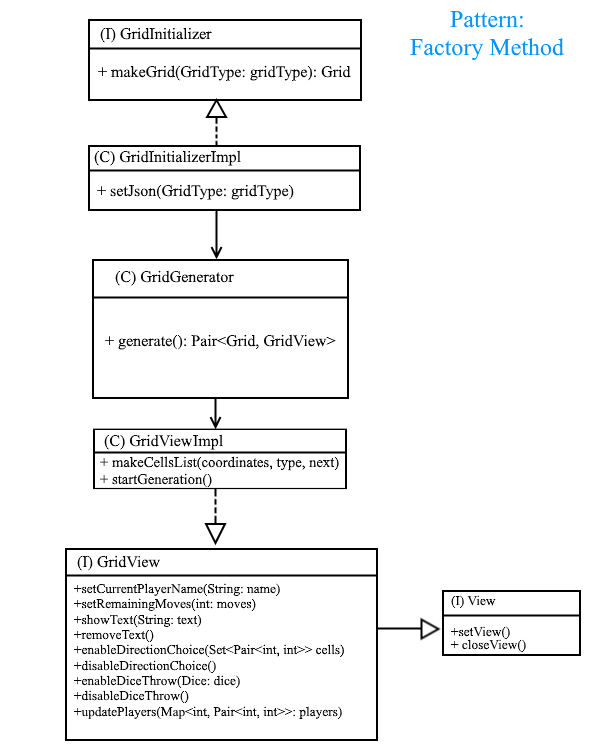 Pattern:
Factory Method
(I) GridInitializer
+ makeGrid(GridType: gridType): Grid
(C) GridInitializerImpl
+ setJson(GridType: gridType)
(C) GridGenerator
+ generate(): Pair<Grid, GridView>
(C) GridViewImpl
+ makeCellsList(coordinates, type, next)
+ startGeneration()
(I) GridView
+setCurrentPlayerName(String: name)
+setRemainingMoves(int: moves)
+showText(String: text)
+removeText()
+enableDirectionChoice(Set<Pair<int, int>> cells)
+disableDirectionChoice()
+enableDiceThrow(Dice: dice)
+disableDiceThrow()
+updatePlayers(Map<int, Pair<int, int>>: players)
(I) View
+setView()
+ closeView()